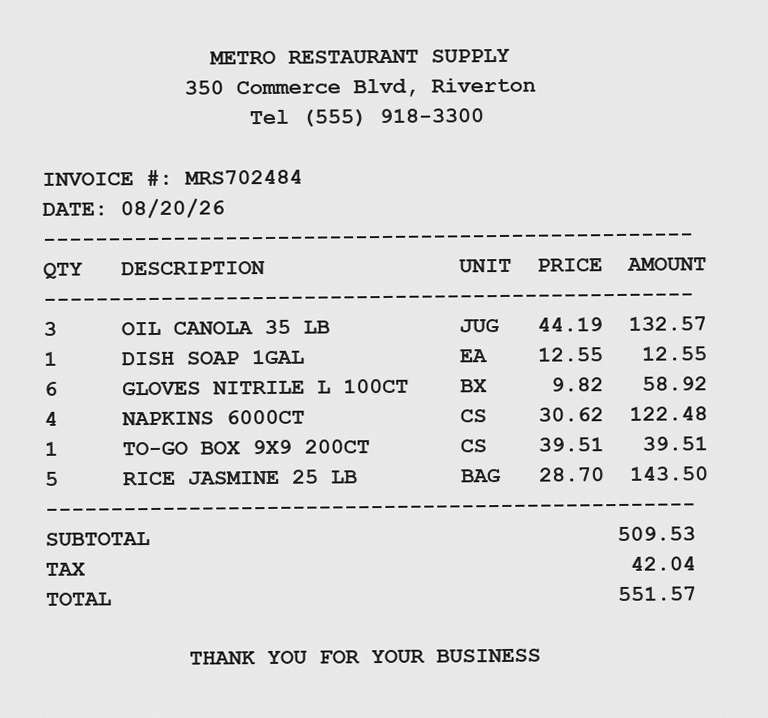 METRO RESTAURANT SUPPLY
350 Commerce Blvd, Riverton
Tel (555) 918-3300
INVOICE #: MRS702484
DATE: 08/20/26
--------------------------------------------------
QTY DESCRIPTION UNIT PRICE AMOUNT
--------------------------------------------------
3 OIL CANOLA 35 LB JUG 44.19 132.57
1 DISH SOAP 1GAL EA 12.55 12.55
6 GLOVES NITRILE L 100CT BX 9.82 58.92
4 NAPKINS 6000CT CS 30.62 122.48
1 TO-GO BOX 9X9 200CT CS 39.51 39.51
5 RICE JASMINE 25 LB BAG 28.70 143.50
--------------------------------------------------
SUBTOTAL 509.53
TAX 42.04
TOTAL 551.57
THANK YOU FOR YOUR BUSINESS